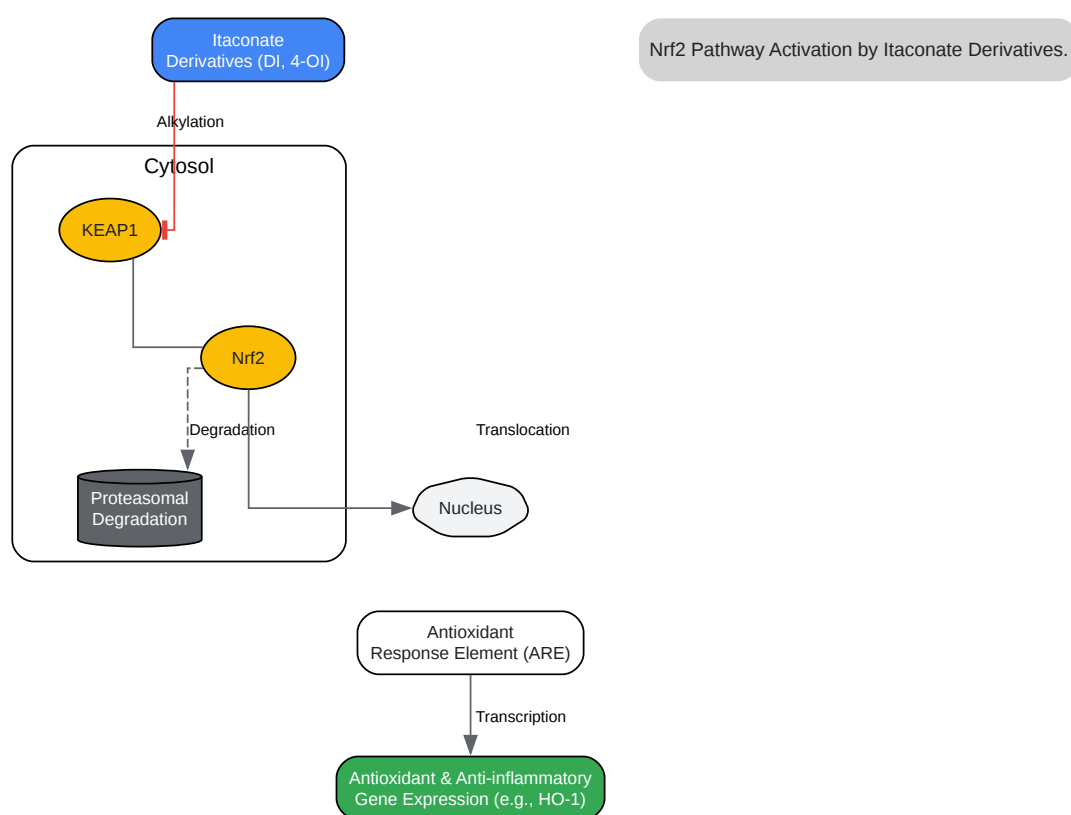 Itaconate
Derivatives (DI, 4-OI)
Nrf2 Pathway Activation by Itaconate Derivatives.
Alkylation
Cytosol
KEAP1
Nrf2
Degradation
Translocation
Proteasomal
Degradation
Nucleus
Antioxidant
Response Element (ARE)
Transcription
Antioxidant & Anti-inflammatory
Gene Expression (e.g., HO-1)